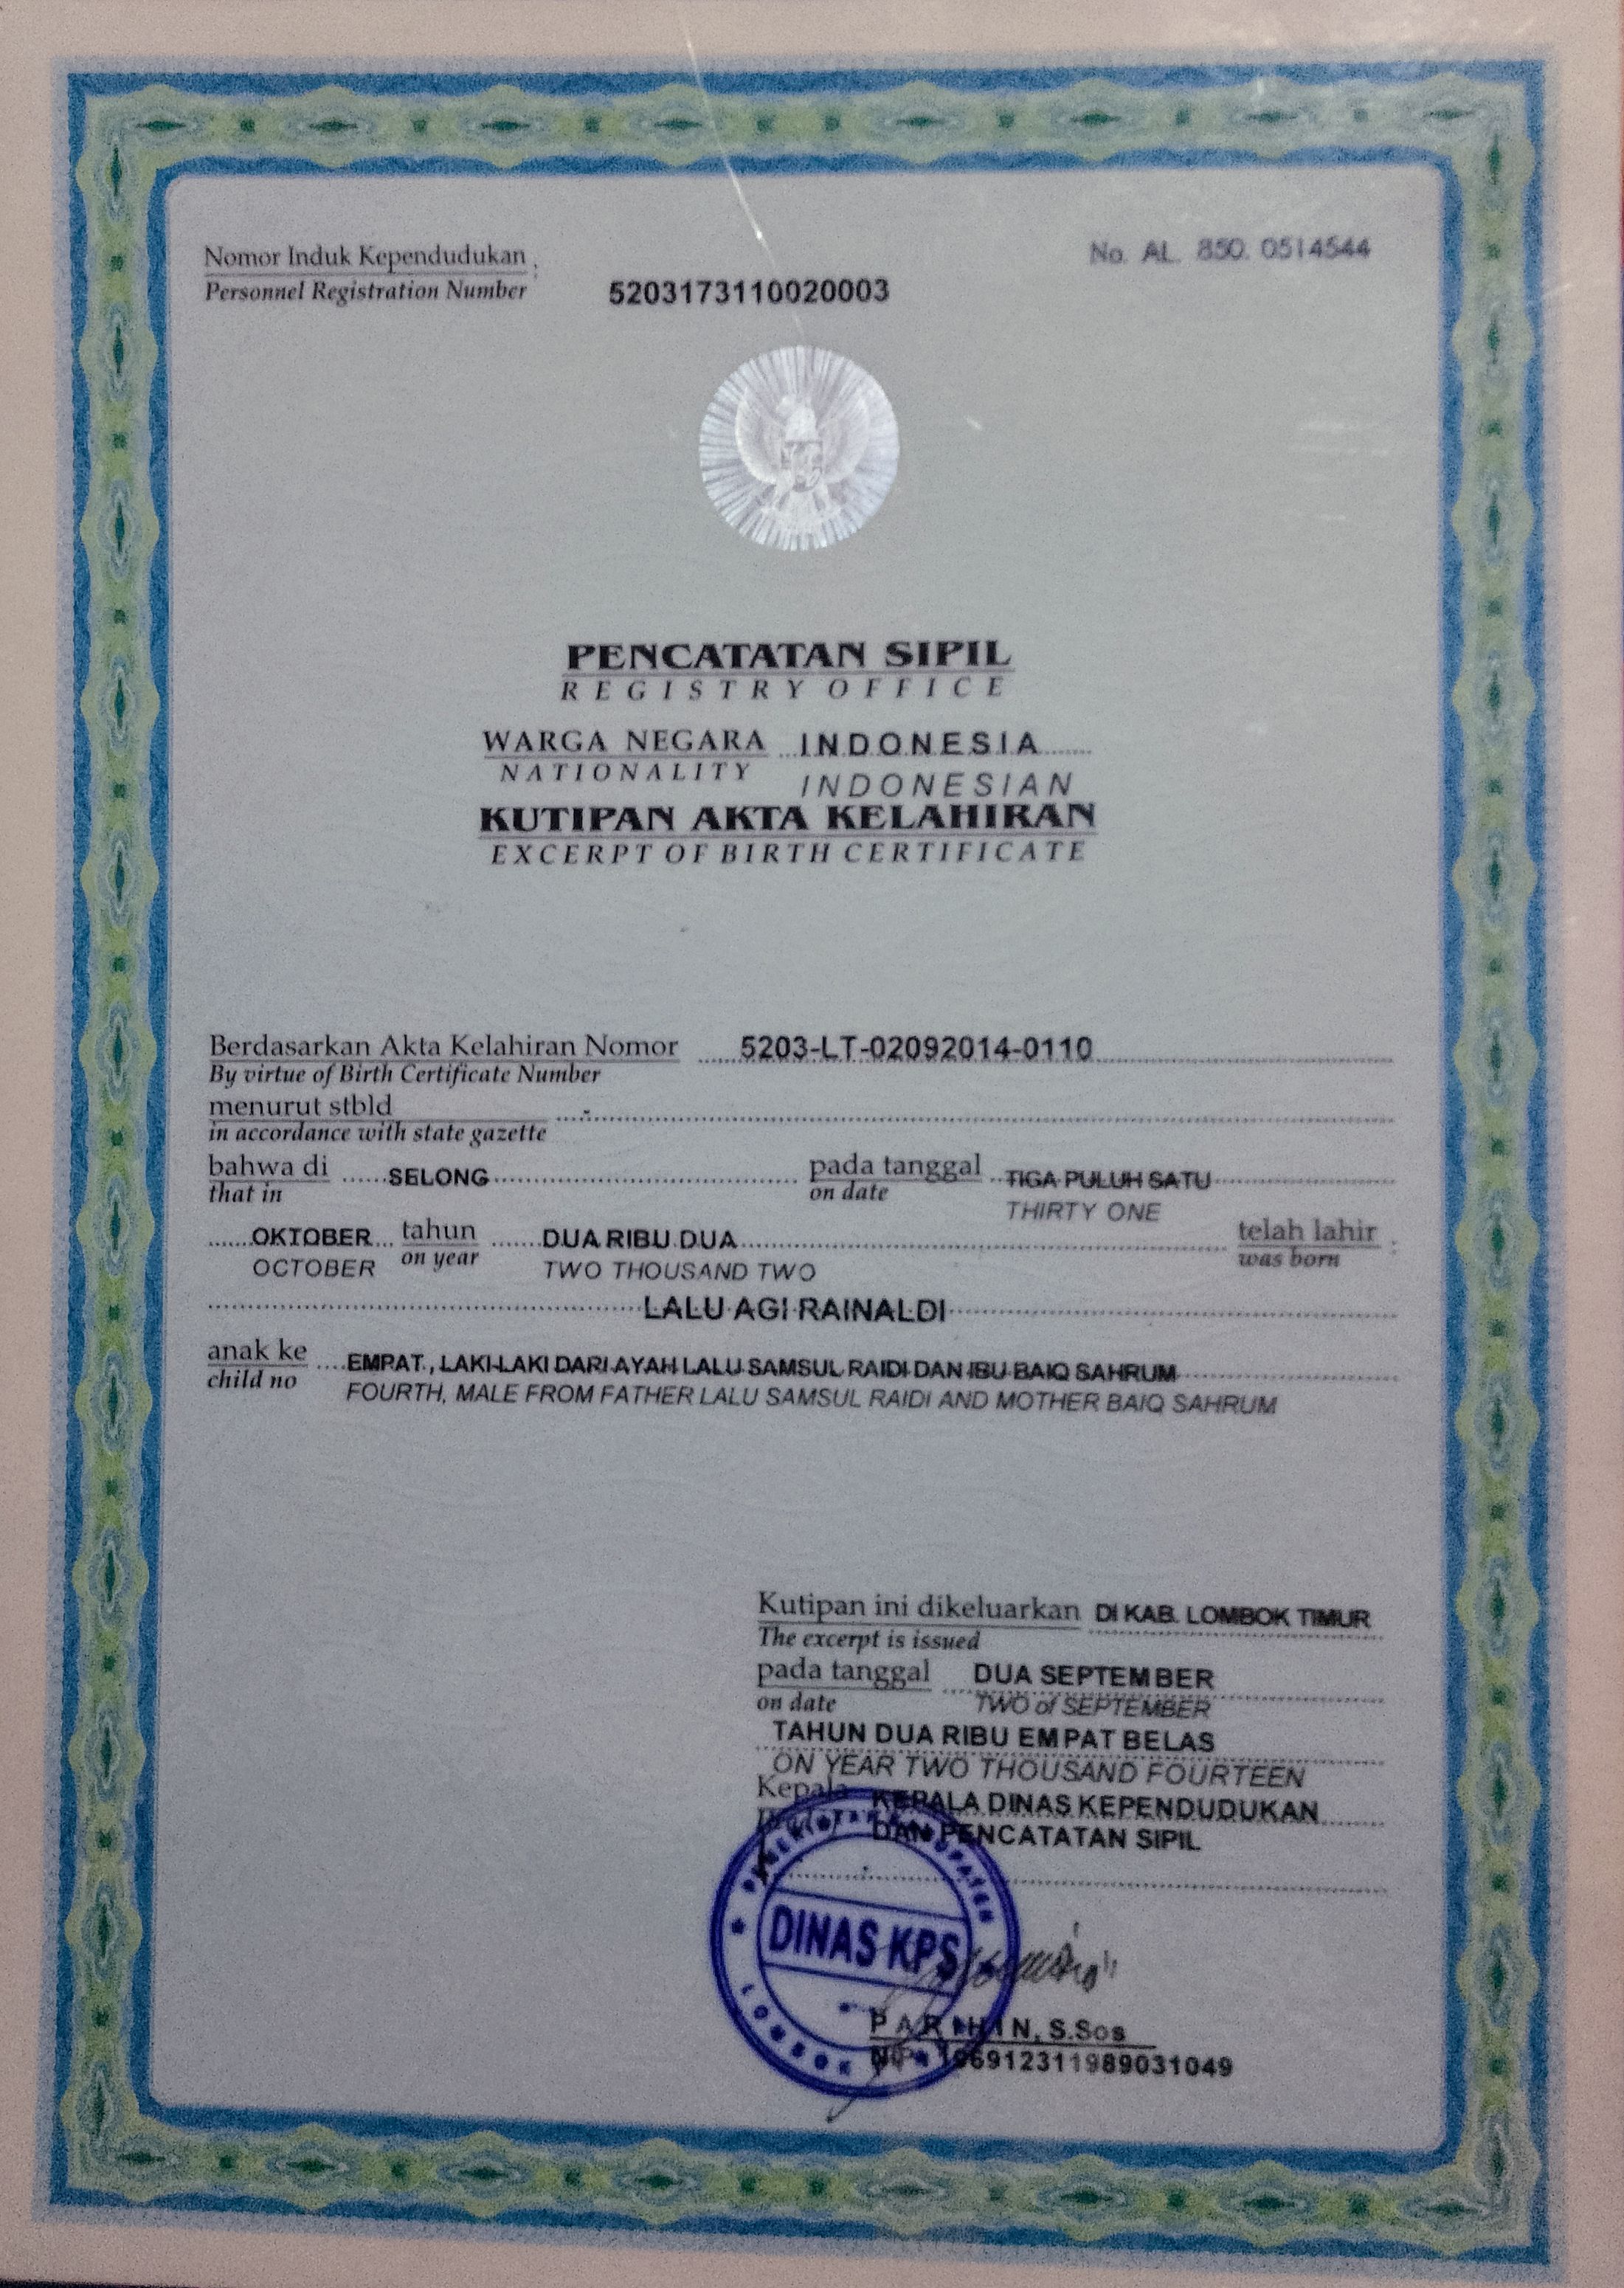 Nomor Induk Kependudukan :
Personnel Registration Number
5203173110020003
No. AL. 850. 0514544
PENCATATAN SIPIL
REGISTRY OFFICE
WARGA NEGARA INDONESIA
NATIONALITY INDONESIAN
KUTIPAN AKTA KELAHIRAN
EXCERPT OF BIRTH CERTIFICATE
Berdasarkan Akta Kelahiran Nomor 5203-LT-02092014-0110
By virtue of Birth Certificate Number
menurut stbld -
in accordance with state gazette
bahwa di SELONG pada tanggal TIGA PULUH SATU
that in on date THIRTY ONE
OKTOBER tahun DUA RIBU DUA telah lahir :
OCTOBER on year TWO THOUSAND TWO was born
LALU AGI RAINALDI
anak ke EMPAT, LAKI-LAKI DARI AYAH LALU SAMSUL RAIDI DAN IBU BAIQ SAHRUM
child no FOURTH, MALE FROM FATHER LALU SAMSUL RAIDI AND MOTHER BAIQ SAHRUM
Kutipan ini dikeluarkan DI KAB. LOMBOK TIMUR
The excerpt is issued
pada tanggal DUA SEPTEMBER
on date TWO of SEPTEMBER
TAHUN DUA RIBU EMPAT BELAS
ON YEAR TWO THOUSAND FOURTEEN
Kepala KEPALA DINAS KEPENDUDUKAN
DAN PENCATATAN SIPIL
DINAS KPS
LOMBOK
PARIHIN, S.Sos
NIP. 196912311989031049